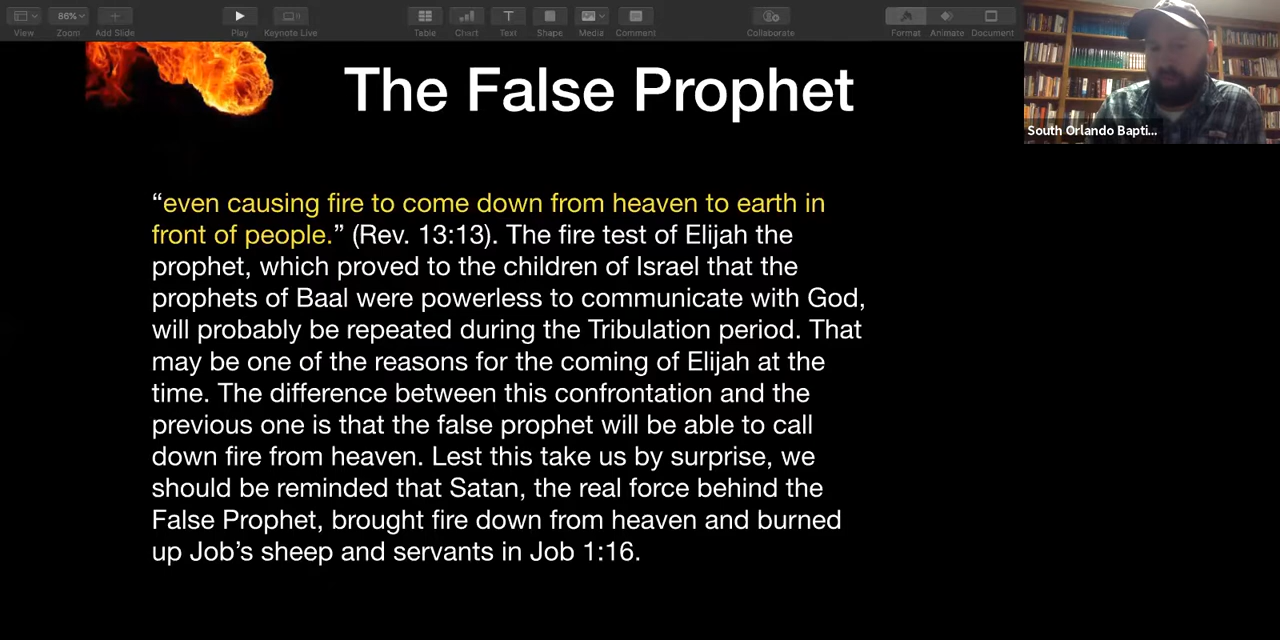 View
86%
Zoom
Add Slide
Play
Keynote Live
Table
Chart
Text
Shape
Media
Comment
Collaborate
Format
Animate
Document
The False Prophet
South Orlando Bapti...
“even causing fire to come down from heaven to earth in
front of people.” (Rev. 13:13). The fire test of Elijah the
prophet, which proved to the children of Israel that the
prophets of Baal were powerless to communicate with God,
will probably be repeated during the Tribulation period. That
may be one of the reasons for the coming of Elijah at the
time. The difference between this confrontation and the
previous one is that the false prophet will be able to call
down fire from heaven. Lest this take us by surprise, we
should be reminded that Satan, the real force behind the
False Prophet, brought fire down from heaven and burned
up Job’s sheep and servants in Job 1:16.